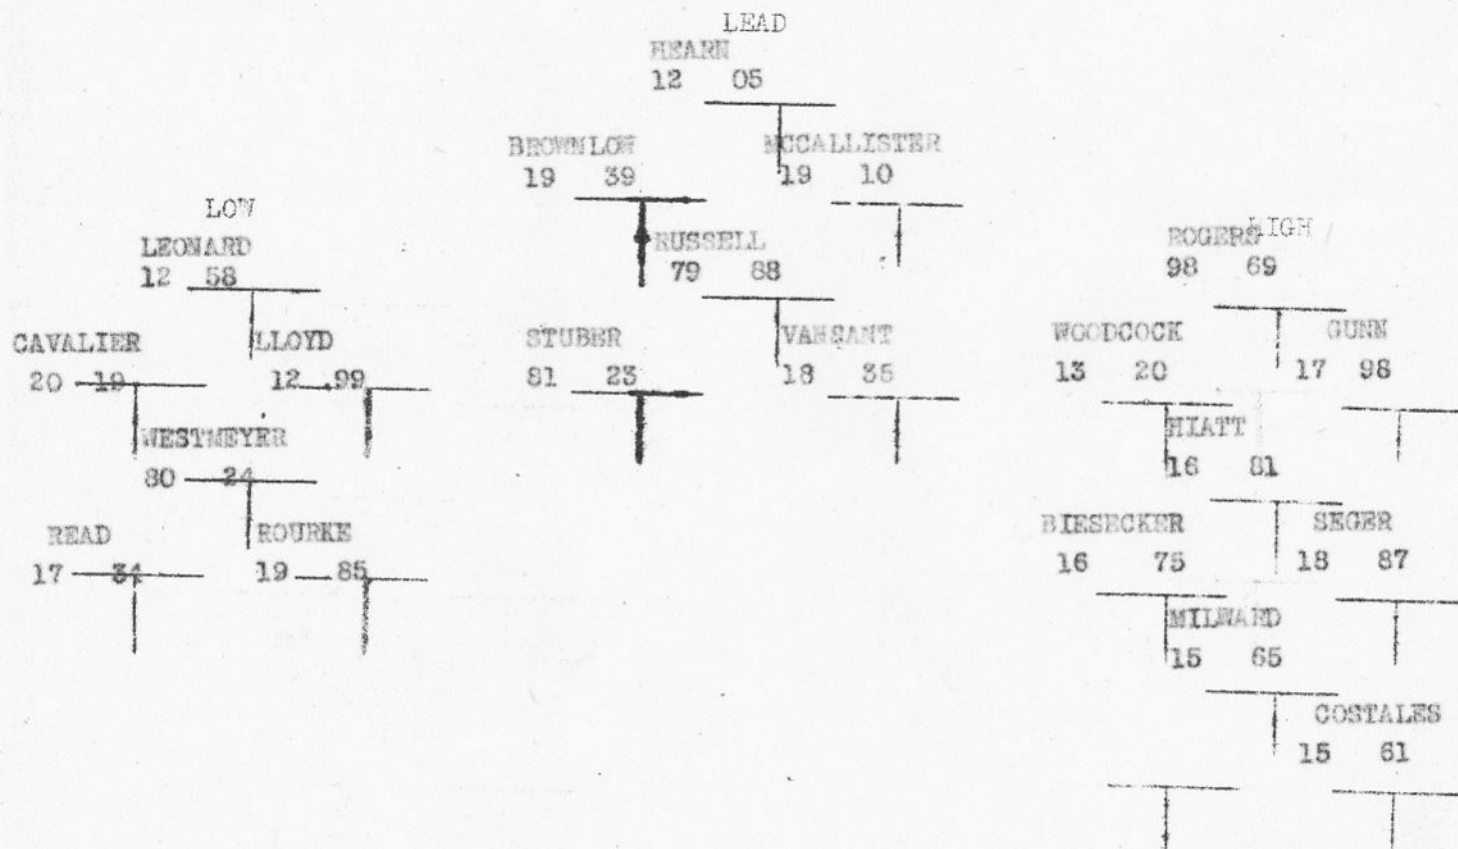 LEAD
HEARN
12 05
BROWNLOW MCCALLISTER
19 39 19 10
RUSSELL
79 88
STUBER VANSANT
81 23 18 35
LOW
LEONARD
12 58
CAVALIER LLOYD
20 19 12 99
WESTMEYER
80 24
READ ROURKE
17 34 19 85
HIGH
ROGERS
98 69
WOODCOCK GUNN
13 20 17 98
HIATT
16 81
BIESECKER SEGER
16 75 18 87
MILWARD
15 65
COSTALES
15 61